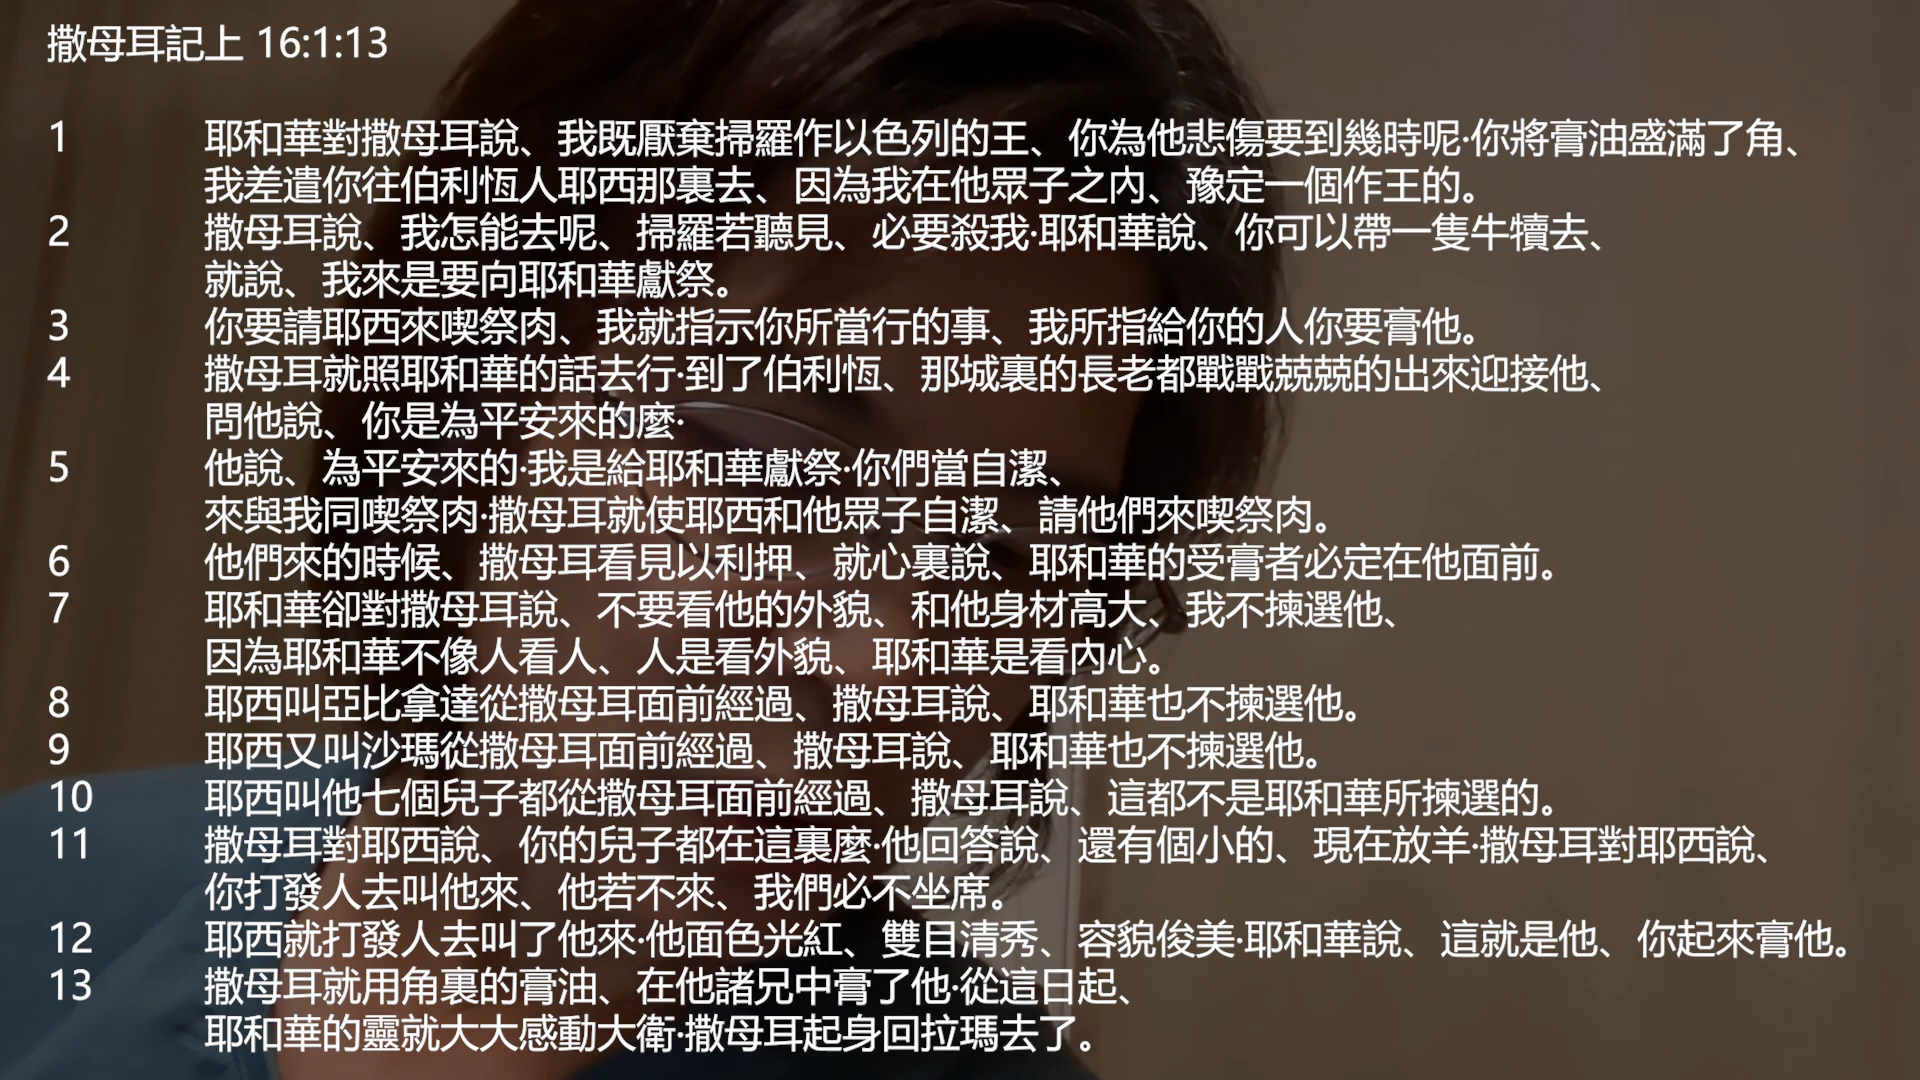 撒母耳記上 16:1:13
1 耶和華對撒母耳說、我既厭棄掃羅作以色列的王、你為他悲傷要到幾時呢·你將膏油盛滿了角、
我差遣你往伯利恆人耶西那裏去、因為我在他眾子之內、豫定一個作王的。
2 撒母耳說、我怎能去呢、掃羅若聽見、必要殺我·耶和華說、你可以帶一隻牛犢去、
就說、我來是要向耶和華獻祭。
3 你要請耶西來喫祭肉、我就指示你所當行的事、我所指給你的人你要膏他。
4 撒母耳就照耶和華的話去行·到了伯利恆、那城裏的長老都戰戰兢兢的出來迎接他、
問他說、你是為平安來的麼·
5 他說、為平安來的·我是給耶和華獻祭·你們當自潔、
來與我同喫祭肉·撒母耳就使耶西和他眾子自潔、請他們來喫祭肉。
6 他們來的時候、撒母耳看見以利押、就心裏說、耶和華的受膏者必定在他面前。
7 耶和華卻對撒母耳說、不要看他的外貌、和他身材高大、我不揀選他、
因為耶和華不像人看人、人是看外貌、耶和華是看內心。
8 耶西叫亞比拿達從撒母耳面前經過、撒母耳說、耶和華也不揀選他。
9 耶西又叫沙瑪從撒母耳面前經過、撒母耳說、耶和華也不揀選他。
10 耶西叫他七個兒子都從撒母耳面前經過、撒母耳說、這都不是耶和華所揀選的。
11 撒母耳對耶西說、你的兒子都在這裏麼·他回答說、還有個小的、現在放羊·撒母耳對耶西說、
你打發人去叫他來、他若不來、我們必不坐席。
12 耶西就打發人去叫了他來·他面色光紅、雙目清秀、容貌俊美·耶和華說、這就是他、你起來膏他。
13 撒母耳就用角裏的膏油、在他諸兄中膏了他·從這日起、
耶和華的靈就大大感動大衛·撒母耳起身回拉瑪去了。